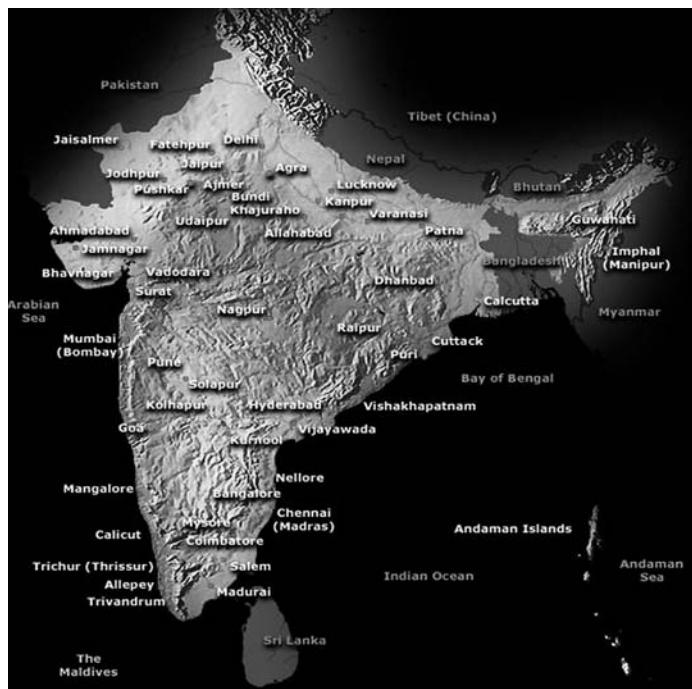 Pakistan
Tibet (China)
Jaisalmer
Fatehpur
Delhi
Nepal
Jaipur
Agra
Jodhpur
Pushkar
Ajmer
Lucknow
Bhutan
Bundi
Kanpur
Khajuraho
Varanasi
Udaipur
Guwahati
Ahmadabad
Allahabad
Patna
Jamnagar
Imphal
(Manipur)
Bangladesh
Bhavnagar
Vadodara
Dhanbad
Surat
Calcutta
Arabian
Sea
Nagpur
Myanmar
Raipur
Mumbai
(Bombay)
Cuttack
Puri
Pune
Bay of Bengal
Solapur
Kolhapur
Hyderabad
Vishakhapatnam
Goa
Vijayawada
Kurnool
Nellore
Mangalore
Bangalore
Chennai
(Madras)
Mysore
Andaman Islands
Calicut
Coimbatore
Trichur (Thrissur)
Salem
Indian Ocean
Andaman
Sea
Allepey
Madurai
Trivandrum
Sri Lanka
The
Maldives